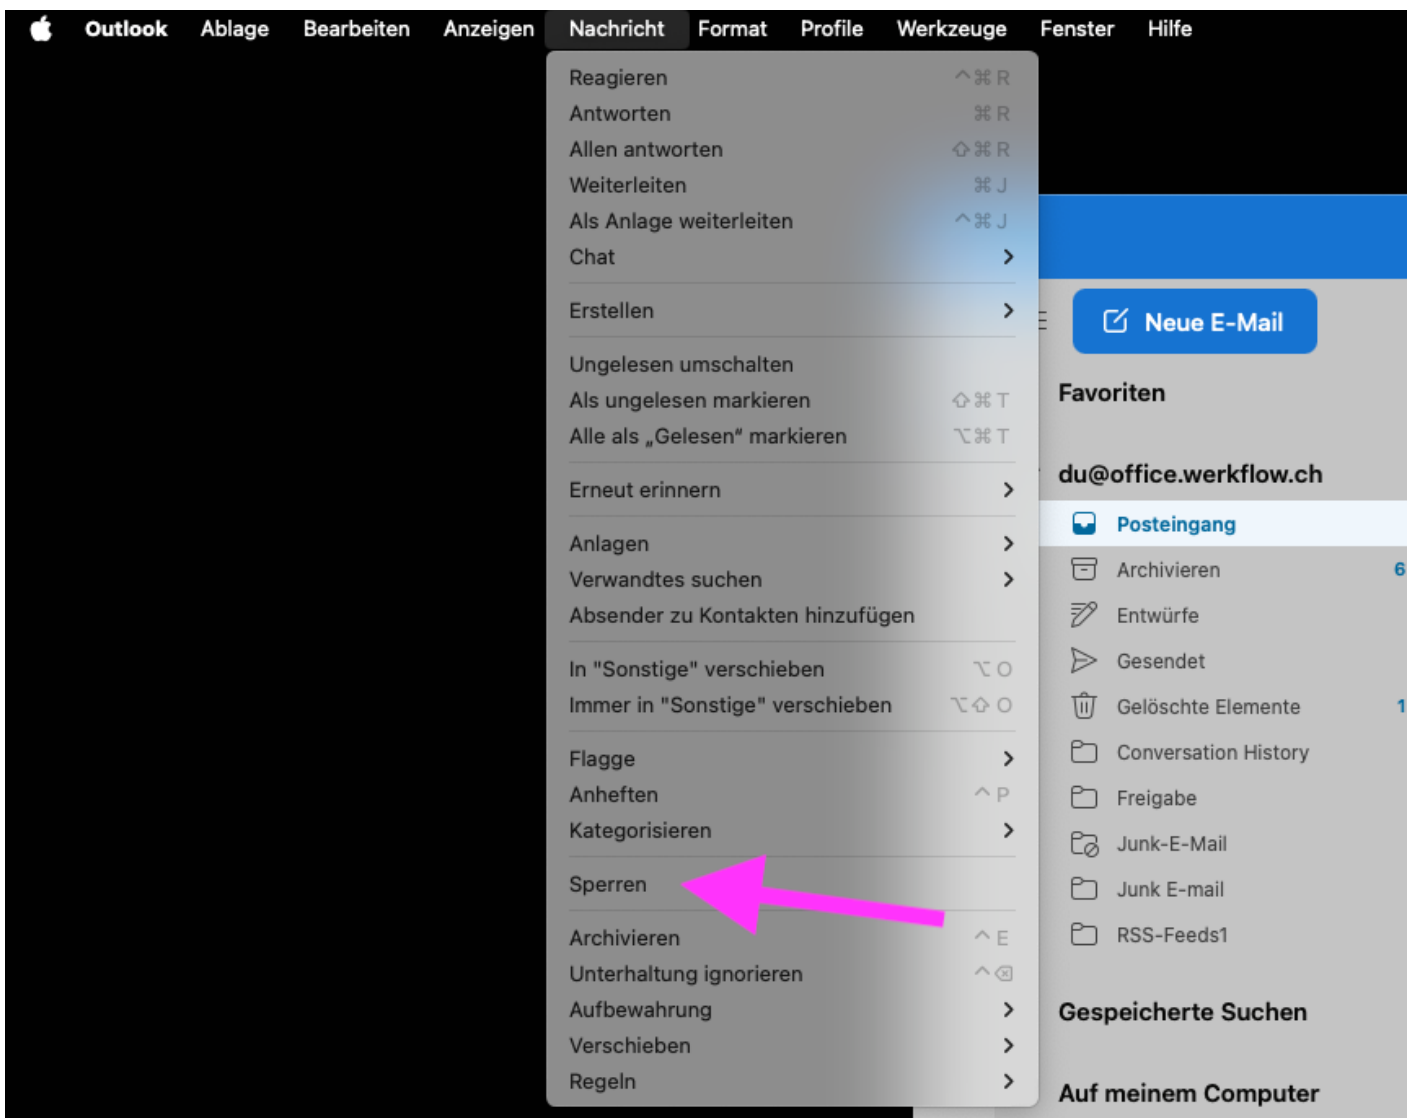 Outlook Ablage Bearbeiten Anzeigen Nachricht Format Profile Werkzeuge Fenster Hilfe
Reagieren ^⌘R
Antworten ⌘R
Allen antworten ⇧⌘R
Weiterleiten ⌘J
Als Anlage weiterleiten ^⌘J
Chat
Erstellen
Ungelesen umschalten
Als ungelesen markieren ⇧⌘T
Alle als „Gelesen“ markieren ⌥⌘T
Erneut erinnern
Anlagen
Verwandtes suchen
Absender zu Kontakten hinzufügen
In "Sonstige" verschieben ⌥O
Immer in "Sonstige" verschieben ⌥⇧O
Flagge
Anheften ^P
Kategorisieren
Sperren
Archivieren ^E
Unterhaltung ignorieren ^⌫
Aufbewahrung
Verschieben
Regeln
Neue E-Mail
Favoriten
du@office.werkflow.ch
Posteingang
Archivieren 6
Entwürfe
Gesendet
Gelöschte Elemente 1
Conversation History
Freigabe
Junk-E-Mail
Junk E-mail
RSS-Feeds1
Gespeicherte Suchen
Auf meinem Computer